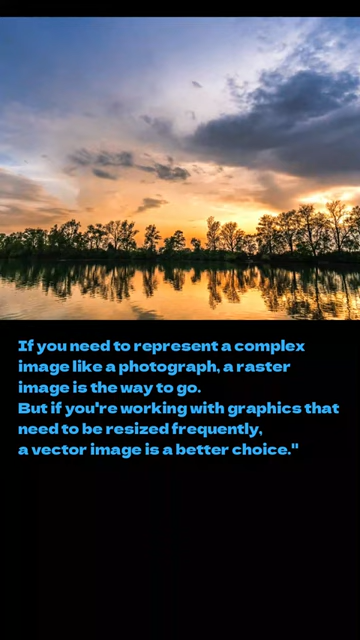 If you need to represent a complex
image like a photograph, a raster
image is the way to go.
But if you're working with graphics that
need to be resized frequently,
a vector image is a better choice."